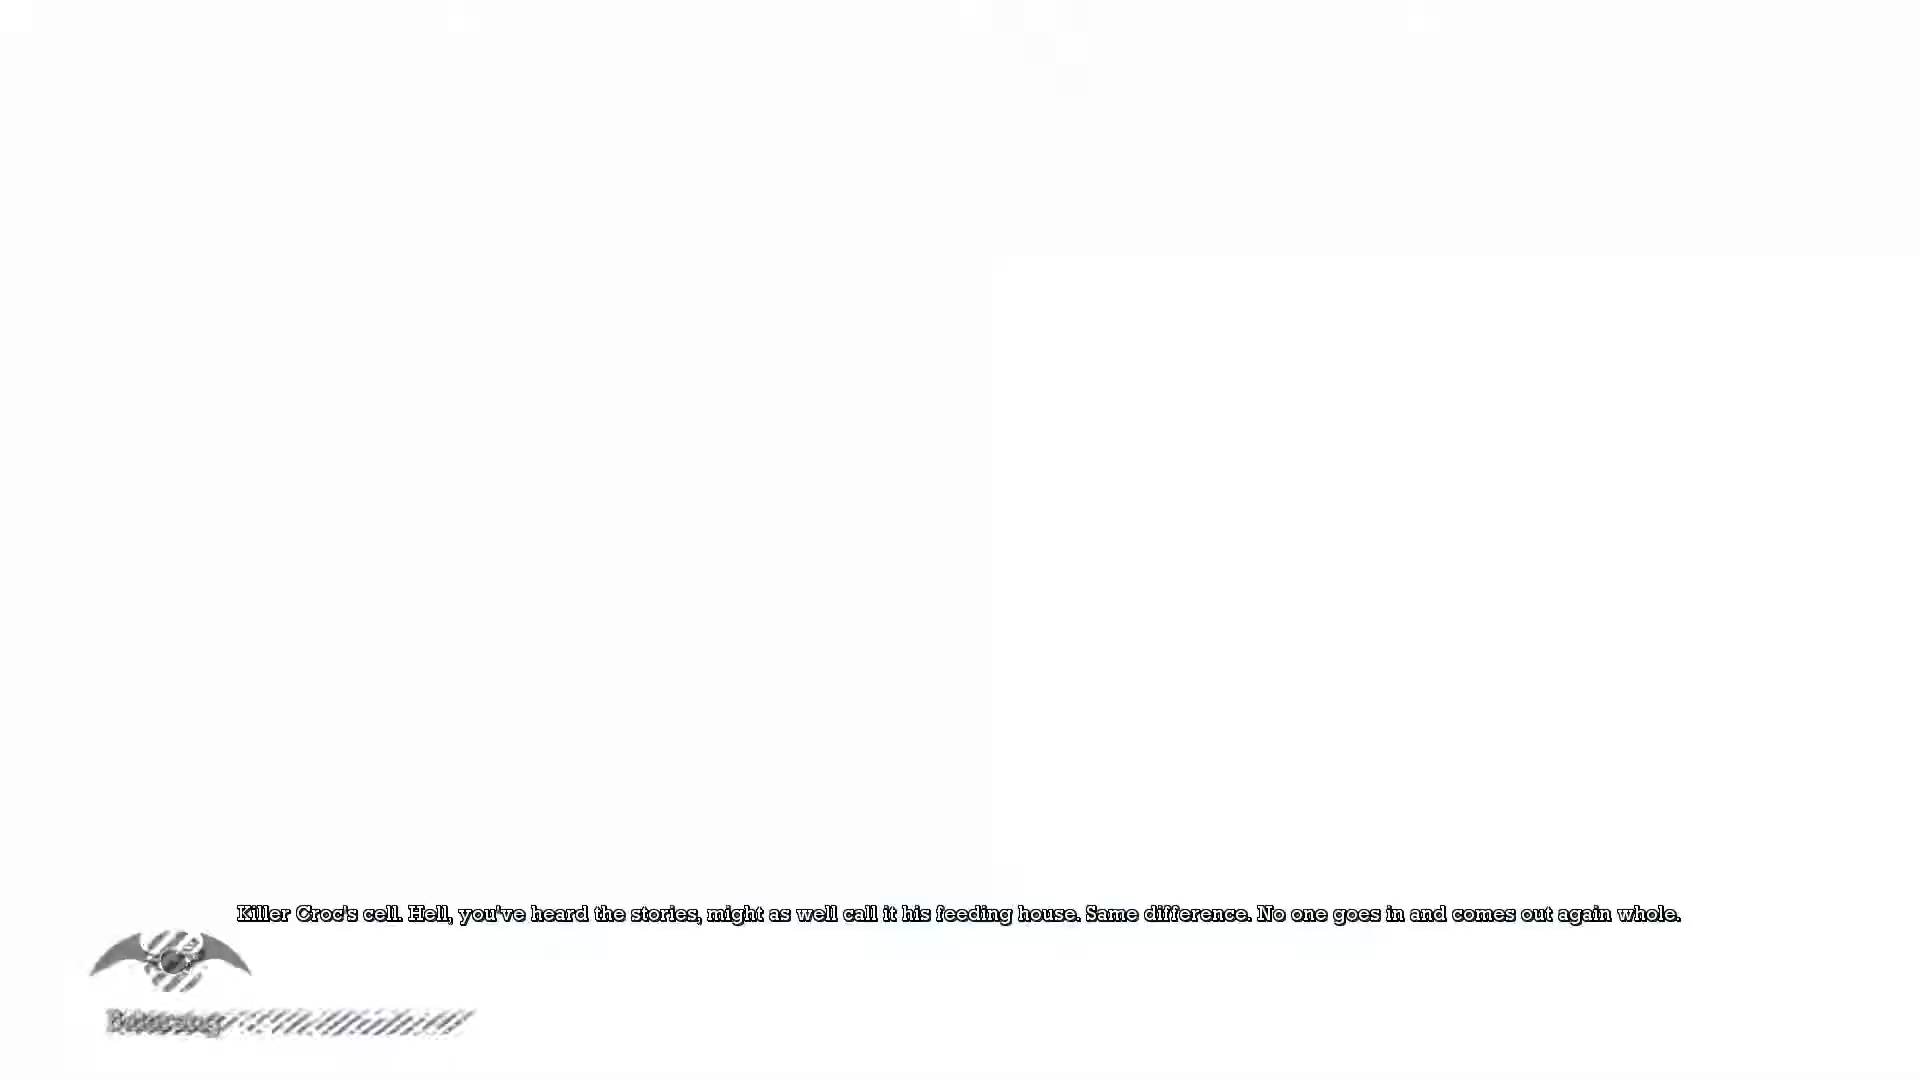 Killer Croc's cell. Hell, you've heard the stories, might as well call it his feeding house. Same difference. No one goes in and comes out again whole.
Batarang